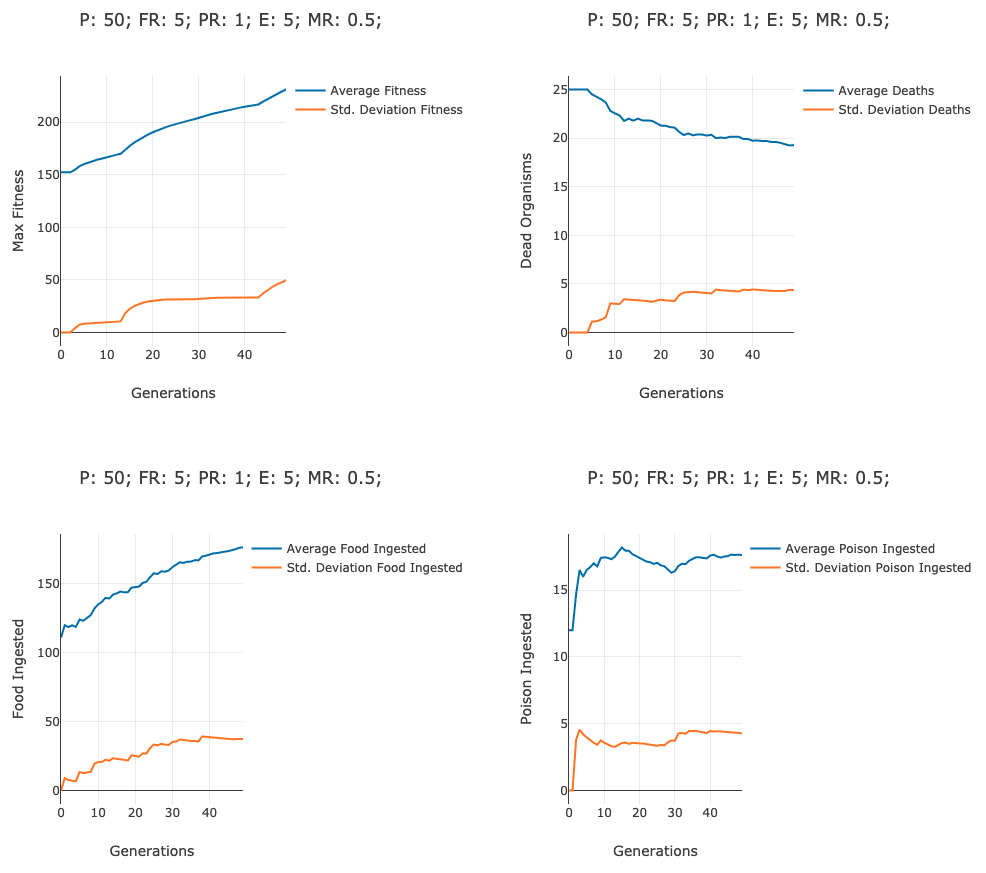 P: 50; FR: 5; PR: 1; E: 5; MR: 0.5;
Average Fitness
Std. Deviation Fitness
200
150
100
50
0
Max Fitness
0 10 20 30 40
Generations
P: 50; FR: 5; PR: 1; E: 5; MR: 0.5;
Average Deaths
Std. Deviation Deaths
25
20
15
10
5
0
Dead Organisms
0 10 20 30 40
Generations
P: 50; FR: 5; PR: 1; E: 5; MR: 0.5;
Average Food Ingested
Std. Deviation Food Ingested
150
100
50
0
Food Ingested
0 10 20 30 40
Generations
P: 50; FR: 5; PR: 1; E: 5; MR: 0.5;
Average Poison Ingested
Std. Deviation Poison Ingested
15
10
5
0
Poison Ingested
0 10 20 30 40
Generations